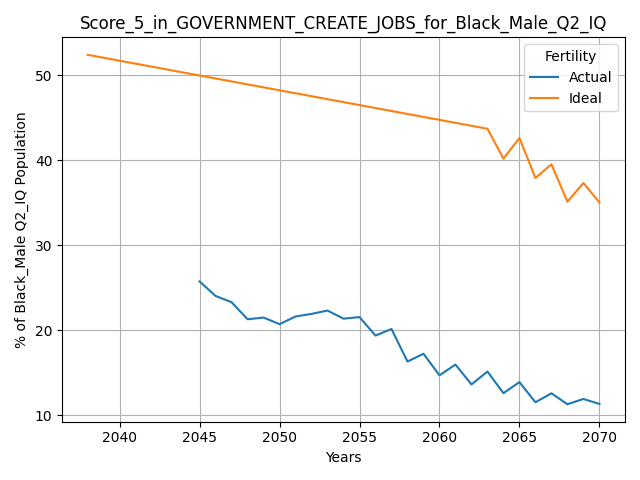 Score_5_in_GOVERNMENT_CREATE_JOBS_for_Black_Male_Q2_IQ
Fertility
Actual
Ideal
% of Black_Male Q2_IQ Population
50
40
30
20
10
2040 2045 2050 2055 2060 2065 2070
Years